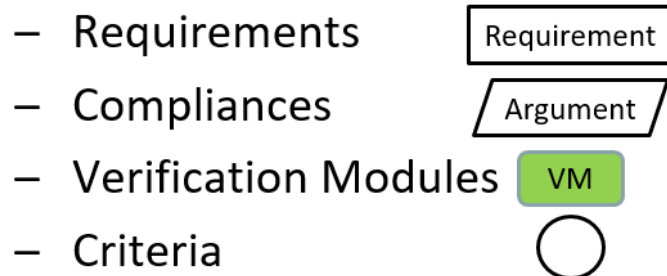 – Requirements Requirement
– Compliances Argument
– Verification Modules VM
– Criteria